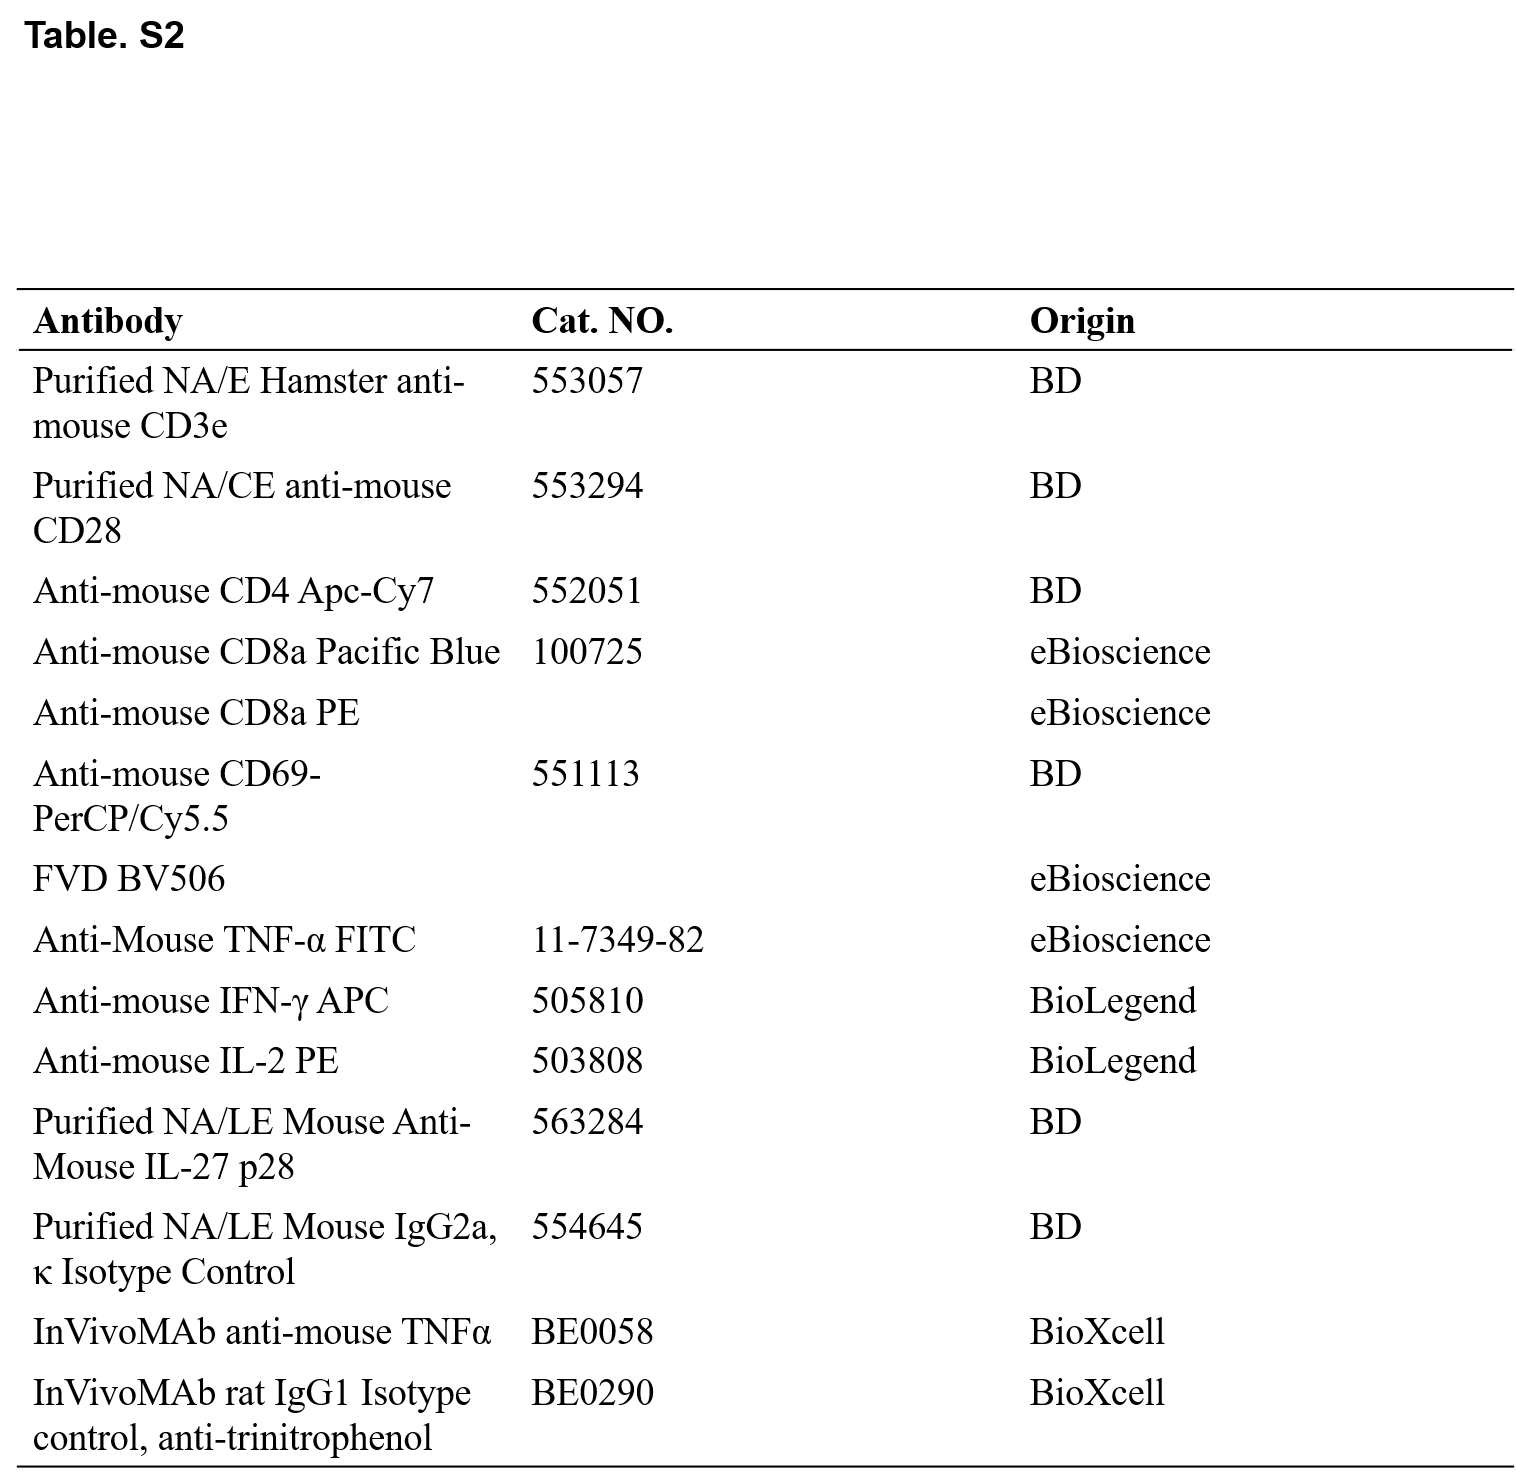 Table. S2
Antibody Cat. NO. Origin
Purified NA/E Hamster anti- 553057 BD
mouse CD3e
Purified NA/CE anti-mouse 553294 BD
CD28
Anti-mouse CD4 Apc-Cy7 552051 BD
Anti-mouse CD8a Pacific Blue 100725 eBioscience
Anti-mouse CD8a PE eBioscience
Anti-mouse CD69- 551113 BD
PerCP/Cy5.5
FVD BV506 eBioscience
Anti-Mouse TNF-α FITC 11-7349-82 eBioscience
Anti-mouse IFN-γ APC 505810 BioLegend
Anti-mouse IL-2 PE 503808 BioLegend
Purified NA/LE Mouse Anti- 563284 BD
Mouse IL-27 p28
Purified NA/LE Mouse IgG2a, 554645 BD
κ Isotype Control
InVivoMAb anti-mouse TNFα BE0058 BioXcell
InVivoMAb rat IgG1 Isotype BE0290 BioXcell
control, anti-trinitrophenol